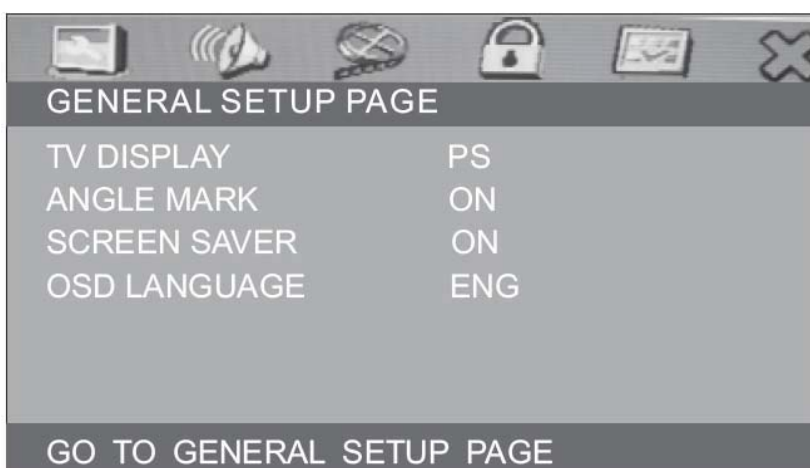 GENERAL SETUP PAGE
TV DISPLAY PS
ANGLE MARK ON
SCREEN SAVER ON
OSD LANGUAGE ENG
GO TO GENERAL SETUP PAGE